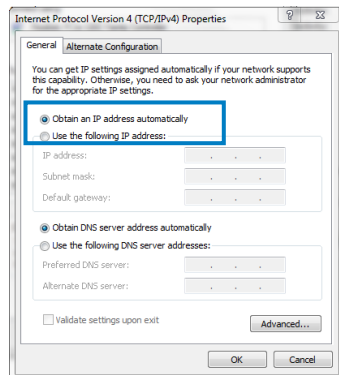 Internet Protocol Version 4 (TCP/IPv4) Properties
General
Alternate Configuration
You can get IP settings assigned automatically if your network supports
this capability. Otherwise, you need to ask your network administrator
for the appropriate IP settings.
Obtain an IP address automatically
Use the following IP address:
IP address:
Subnet mask:
Default gateway:
Obtain DNS server address automatically
Use the following DNS server addresses:
Preferred DNS server:
Alternate DNS server:
Validate settings upon exit
Advanced...
OK
Cancel